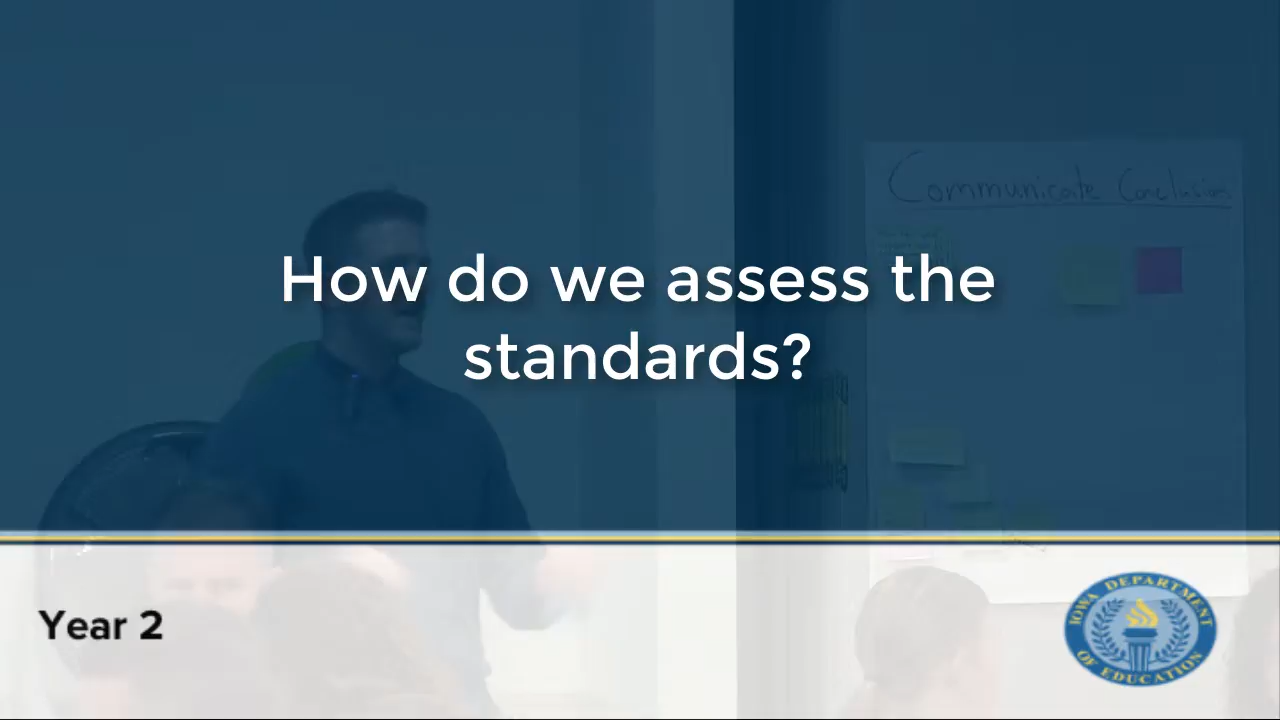 Communicate Conclusion
How do we assess the
standards?
Year 2
IOWA DEPARTMENT
OF EDUCATION